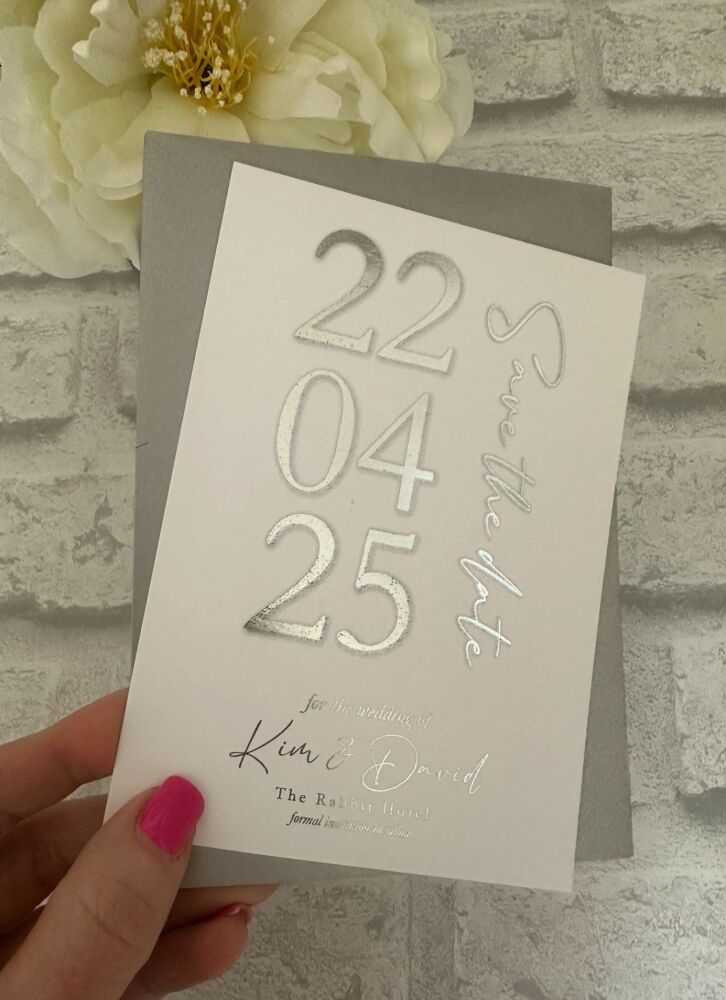 22
04
25
Save the date
for the wedding of
Kim & David
The Rabbit Hotel
formal invitation to follow